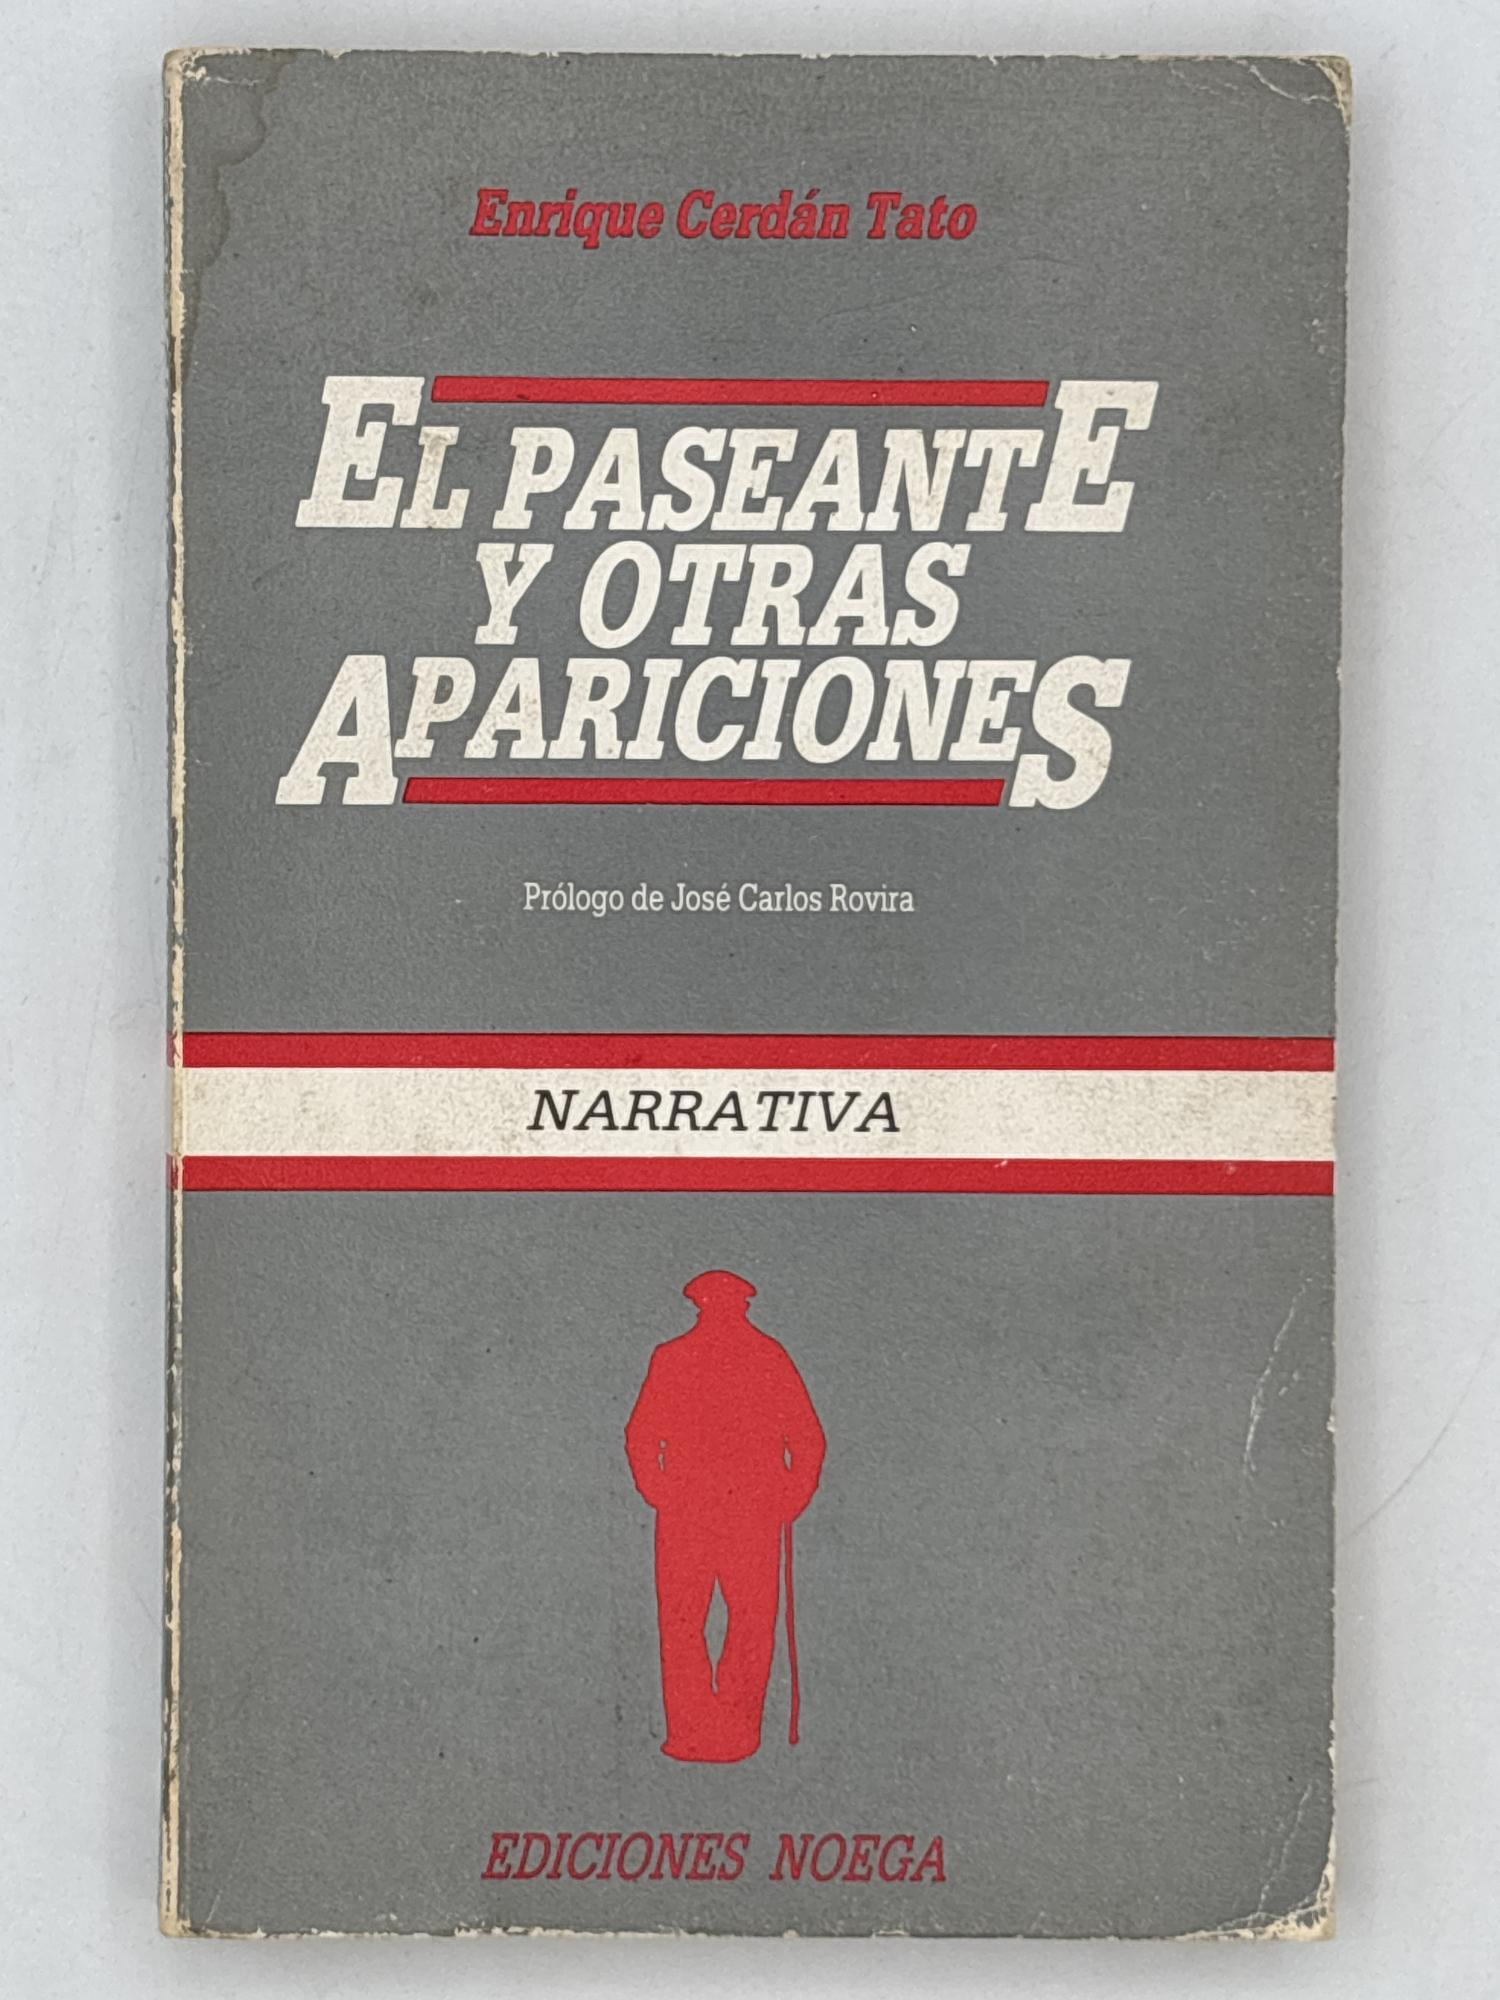 Enrique Cerdán Tato
EL PASEANTE
Y OTRAS
APARICIONES
Prólogo de José Carlos Rovira
NARRATIVA
EDICIONES NOEGA